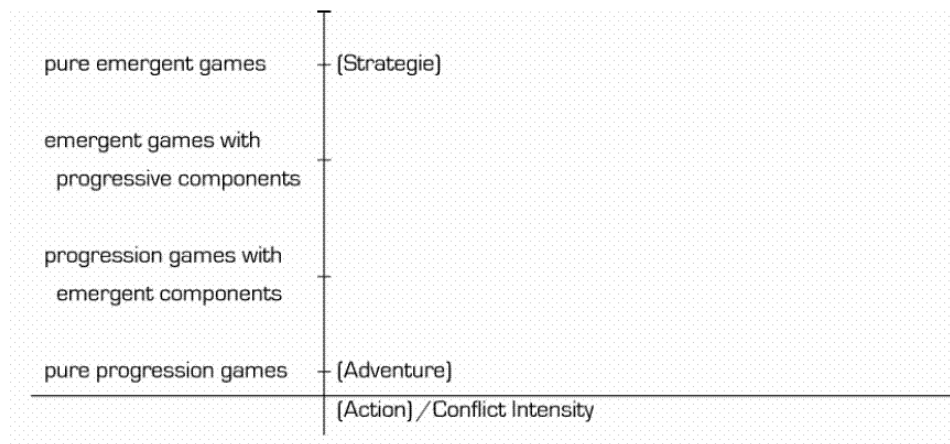 pure emergent games
(Strategie)
emergent games with
progressive components
progression games with
emergent components
pure progression games
(Adventure)
(Action)/Conflict Intensity